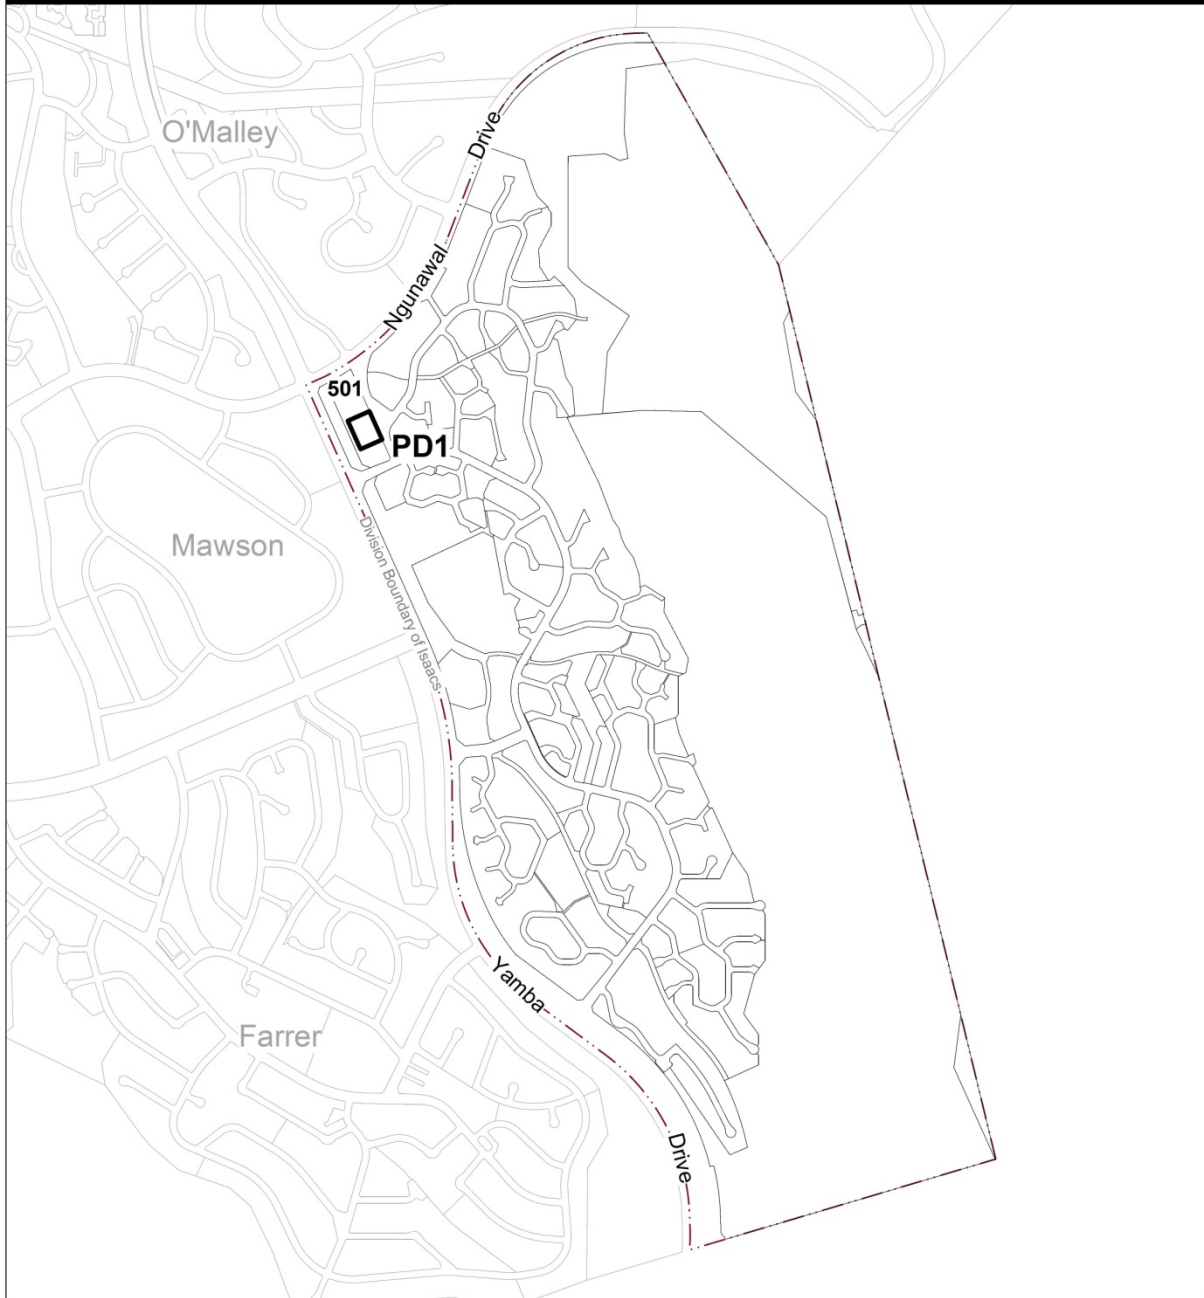 O'Malley
Ngunawal Drive
501
PD1
Mawson
Division Boundary of Isaacs
Yamba
Farrer
Drive